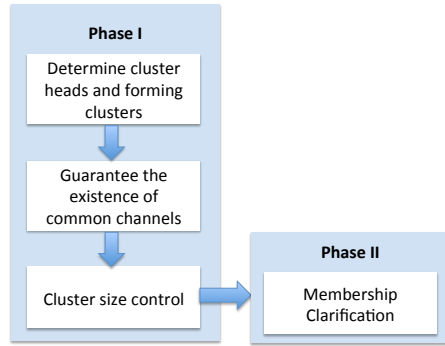 Phase I
Determine cluster
heads and forming
clusters
Guarantee the
existence of
common channels
Cluster size control
Phase II
Membership
Clarification